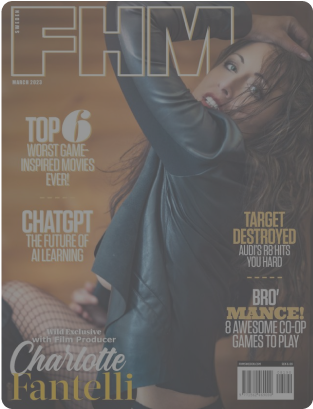 SWEDEN
FHM
MARCH 2023
TOP 6
WORST GAME-
INSPIRED MOVIES
EVER!
CHATGPT
THE FUTURE OF
AI LEARNING
TARGET
DESTROYED
AUDI'S R8 HITS
YOU HARD
BRO'
MANCE!
8 AWESOME CO-OP
GAMES TO PLAY
Wild Exclusive
with Film Producer
Charlotte
Fantelli